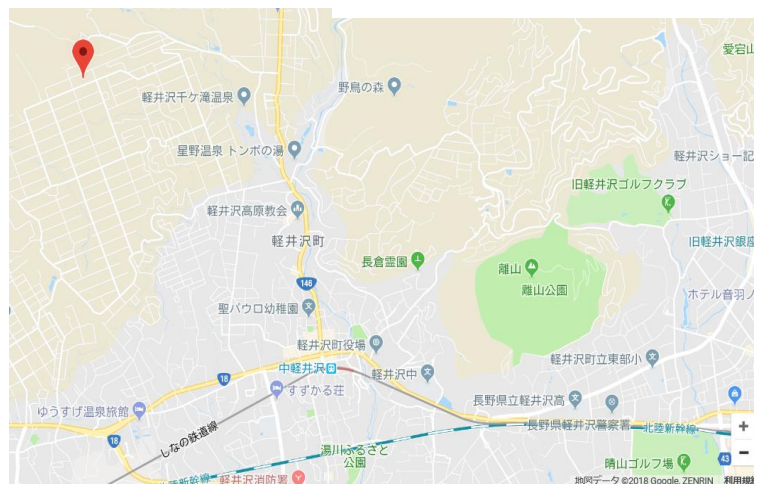 愛宕山
軽井沢千ケ滝温泉
野鳥の森
星野温泉 トンボの湯
軽井沢ショー記
旧軽井沢ゴルフクラブ
軽井沢高原教会
軽井沢町
旧軽井沢銀座
長倉霊園
離山
離山公園
146
ホテル音羽ノ
聖パウロ幼稚園
軽井沢町役場
軽井沢町立東部小
中軽井沢
軽井沢中
18
すずかる荘
長野県立軽井沢高
ゆうすげ温泉旅館
長野県軽井沢警察署
北陸新幹線
18
しなの鉄道線
湯川ふるさと
公園
晴山ゴルフ場
43
北陸新幹線
軽井沢消防署
地図データ ©2018 Google, ZENRIN
利用規約